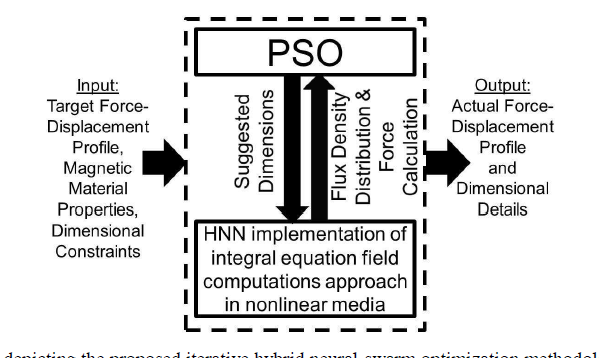 PSO
Input:
Target Force-
Displacement
Profile,
Magnetic
Material
Properties,
Dimensional
Constraints
Suggested
Dimensions
Flux Density
Distribution &
Force
Calculation
Output:
Actual Force-
Displacement
Profile
and
Dimensional
Details
HNN implementation of
integral equation field
computations approach
in nonlinear media
depicting the proposed iterative hybrid neural-swarm optimization